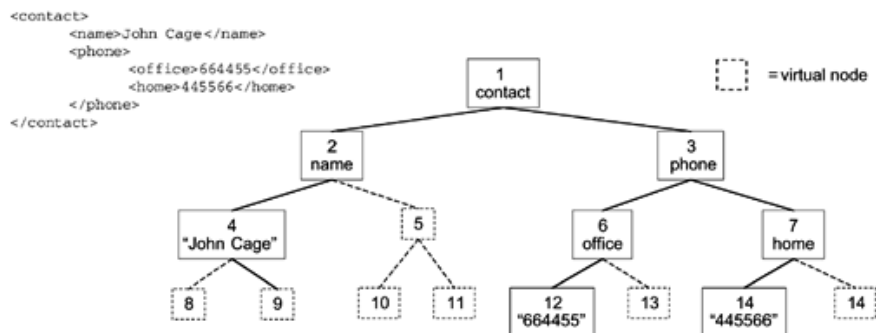 <contact>
<name>John Cage</name>
<phone>
<office>664455</office>
<home>445566</home>
</phone>
</contact>
1
contact
= virtual node
2
name
3
phone
4
"John Cage"
5
6
office
7
home
8
9
10
11
12
"664455"
13
14
"445566"
14